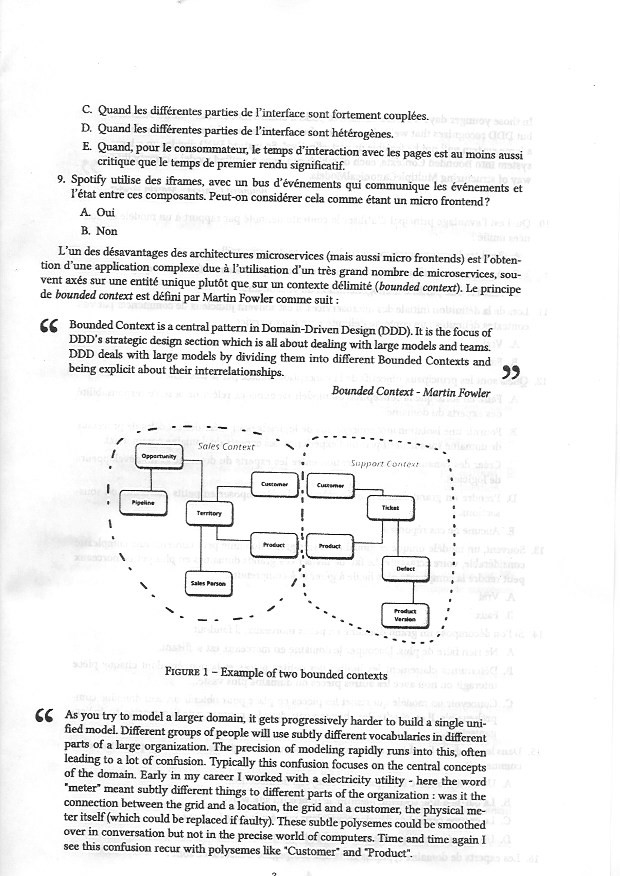 C. Quand les différentes parties de l'interface sont fortement couplées.
D. Quand les différentes parties de l'interface sont hétérogènes.
E. Quand, pour le consommateur, le temps d'interaction avec les pages est au moins aussi
critique que le temps de premier rendu significatif.
9. Spotify utilise des iframes, avec un bus d'événements qui communique les événements et
l'état entre ces composants. Peut-on considérer cela comme étant un micro frontend ?
A. Oui
B. Non
L'un des désavantages des architectures microservices (mais aussi micro frontends) est l'obten-
tion d'une application complexe due à l'utilisation d'un très grand nombre de microservices, sou-
vent axés sur une entité unique plutôt que sur un contexte délimité (bounded context). Le principe
de bounded context est défini par Martin Fowler comme suit :
“ Bounded Context is a central pattern in Domain-Driven Design (DDD). It is the focus of
DDD's strategic design section which is all about dealing with large models and teams.
DDD deals with large models by dividing them into different Bounded Contexts and
being explicit about their interrelationships. ”
Bounded Context - Martin Fowler
Sales Context
Opportunity
Pipeline
Territory
Customer
Product
Sales Person
Support Context
Customer
Ticket
Product
Defect
Product
Version
FIGURE 1 – Example of two bounded contexts
“ As you try to model a larger domain, it gets progressively harder to build a single uni-
fied model. Different groups of people will use subtly different vocabularies in different
parts of a large organization. The precision of modeling rapidly runs into this, often
leading to a lot of confusion. Typically this confusion focuses on the central concepts
of the domain. Early in my career I worked with a electricity utility - here the word
"meter" meant subtly different things to different parts of the organization : was it the
connection between the grid and a location, the grid and a customer, the physical me-
ter itself (which could be replaced if faulty). These subtle polysemes could be smoothed
over in conversation but not in the precise world of computers. Time and time again I
see this confusion recur with polysemes like "Customer" and "Product".